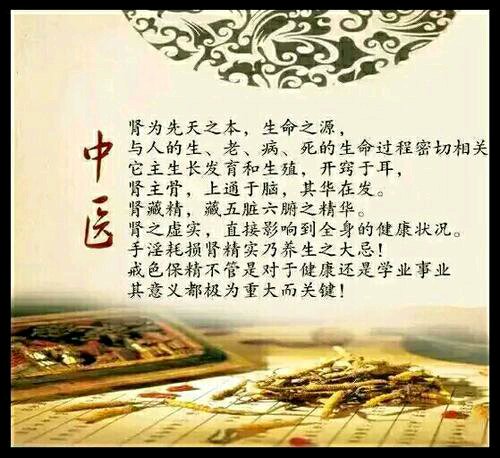 中医
肾为先天之本，生命之源，
与人的生、老、病、死的生命过程密切相关
它主生长发育和生殖，开窍于耳，
肾主骨，上通于脑，其华在发。
肾藏精，藏五脏六腑之精华。
肾之虚实，直接影响到全身的健康状况。
手淫耗损肾精实乃养生之大忌！
戒色保精不管是对于健康还是学业事业
其意义都极为重大而关键！